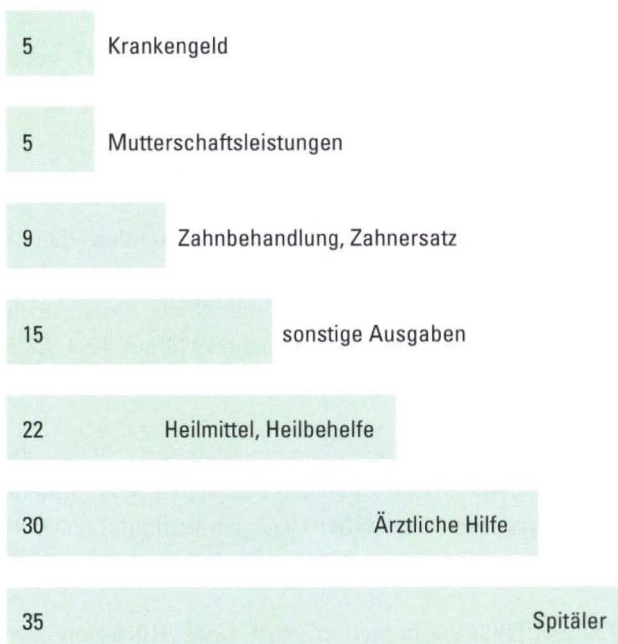 5 Krankengeld
5 Mutterschaftsleistungen
9 Zahnbehandlung, Zahnersatz
15 sonstige Ausgaben
22 Heilmittel, Heilbehelfe
30 Ärztliche Hilfe
35 Spitäler